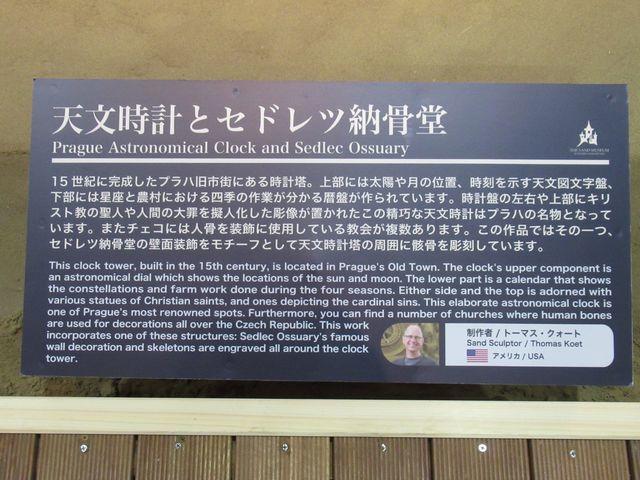 天文時計とセドレツ納骨堂
Prague Astronomical Clock and Sedlec Ossuary
THE SAND MUSEUM
15世紀に完成したプラハ旧市街にある時計塔。上部には太陽や月の位置、時刻を示す天文図文字盤、
下部には星座と農村における四季の作業が分かる暦盤が作られています。時計盤の左右や上部にキリ
スト教の聖人や人間の大罪を擬人化した彫像が置かれたこの精巧な天文時計はプラハの名物となって
います。またチェコには人骨を装飾に使用している教会が複数あります。この作品ではその一つ、
セドレツ納骨堂の壁面装飾をモチーフとして天文時計塔の周囲に骸骨を彫刻しています。
This clock tower, built in the 15th century, is located in Prague's Old Town. The clock's upper component is
an astronomical dial which shows the locations of the sun and moon. The lower part is a calendar that shows
the constellations and farm work done during the four seasons. Either side and the top is adorned with
various statues of Christian saints, and ones depicting the cardinal sins. This elaborate astronomical clock is
one of Prague's most renowned spots. Furthermore, you can find a number of churches where human bones
are used for decorations all over the Czech Republic. This work
incorporates one of these structures: Sedlec Ossuary's famous
wall decoration and skeletons are engraved all around the clock
tower.
制作者 / トーマス・クォート
Sand Sculptor / Thomas Koet
アメリカ / USA